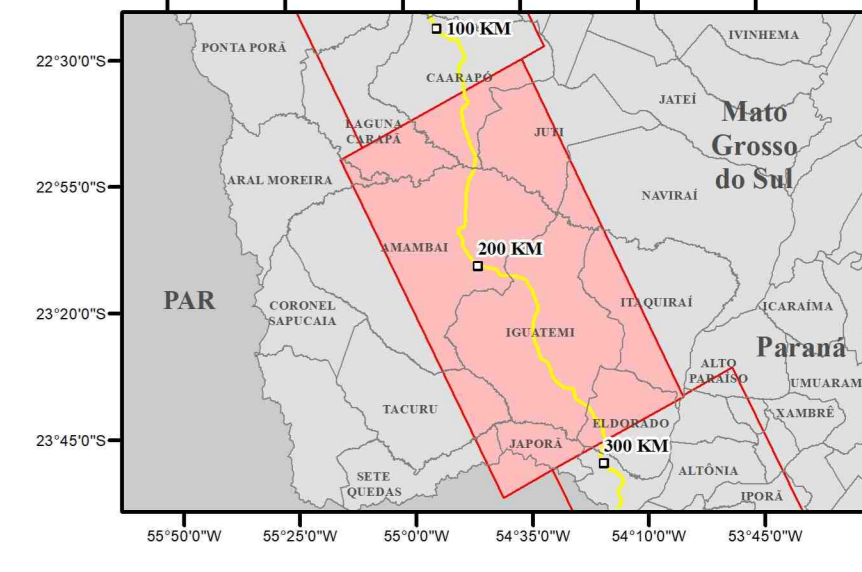 100 KM
IVINHEMA
PONTA PORÃ
22°30'0"S
CAARAPÓ
JATEÍ
Mato
Grosso
do Sul
LAGUNA
CARAPÃ
JUTI
22°55'0"S
ARAL MOREIRA
NAVIRAÍ
AMAMBAI
200 KM
PAR
CORONEL
SAPUCAIA
ITAQUIRAÍ
ICARAÍMA
23°20'0"S
IGUATEMI
Paraná
ALTO
PARAÍSO
UMUARAM
TACURU
XAMBRÊ
ELDORADO
23°45'0"S
JAPORÃ
300 KM
ALTÔNIA
SETE
QUEDAS
IPORÃ
55°50'0"W
55°25'0"W
55°0'0"W
54°35'0"W
54°10'0"W
53°45'0"W